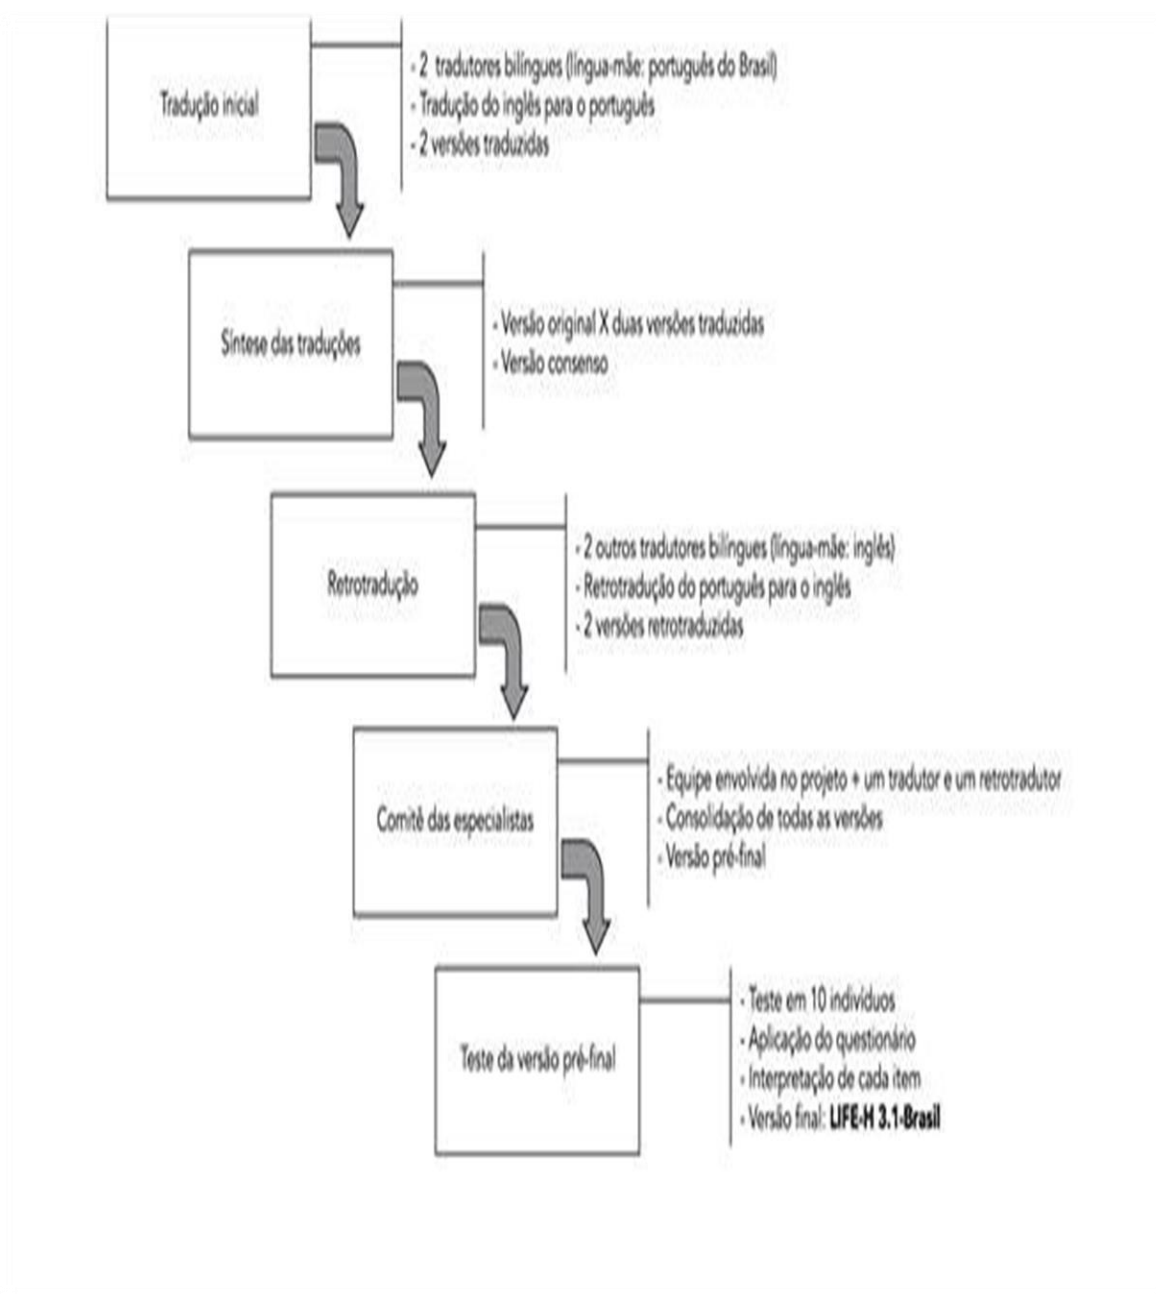 Tradução inicial
- 2 tradutores bilíngues (língua-mãe: português do Brasil)
- Tradução do inglês para o português
- 2 versões traduzidas
Síntese das traduções
- Versão original X duas versões traduzidas
- Versão consenso
Retrotradução
- 2 outros tradutores bilíngues (língua-mãe: inglês)
- Retrotradução do português para o inglês
- 2 versões retrotraduzidas
Comitê das especialistas
- Equipe envolvida no projeto + um tradutor e um retrotradutor
- Consolidação de todas as versões
- Versão pré-final
Teste da versão pré-final
- Teste em 10 indivíduos
- Aplicação do questionário
- Interpretação de cada item
- Versão final: LIFE-H 3.1-Brasil